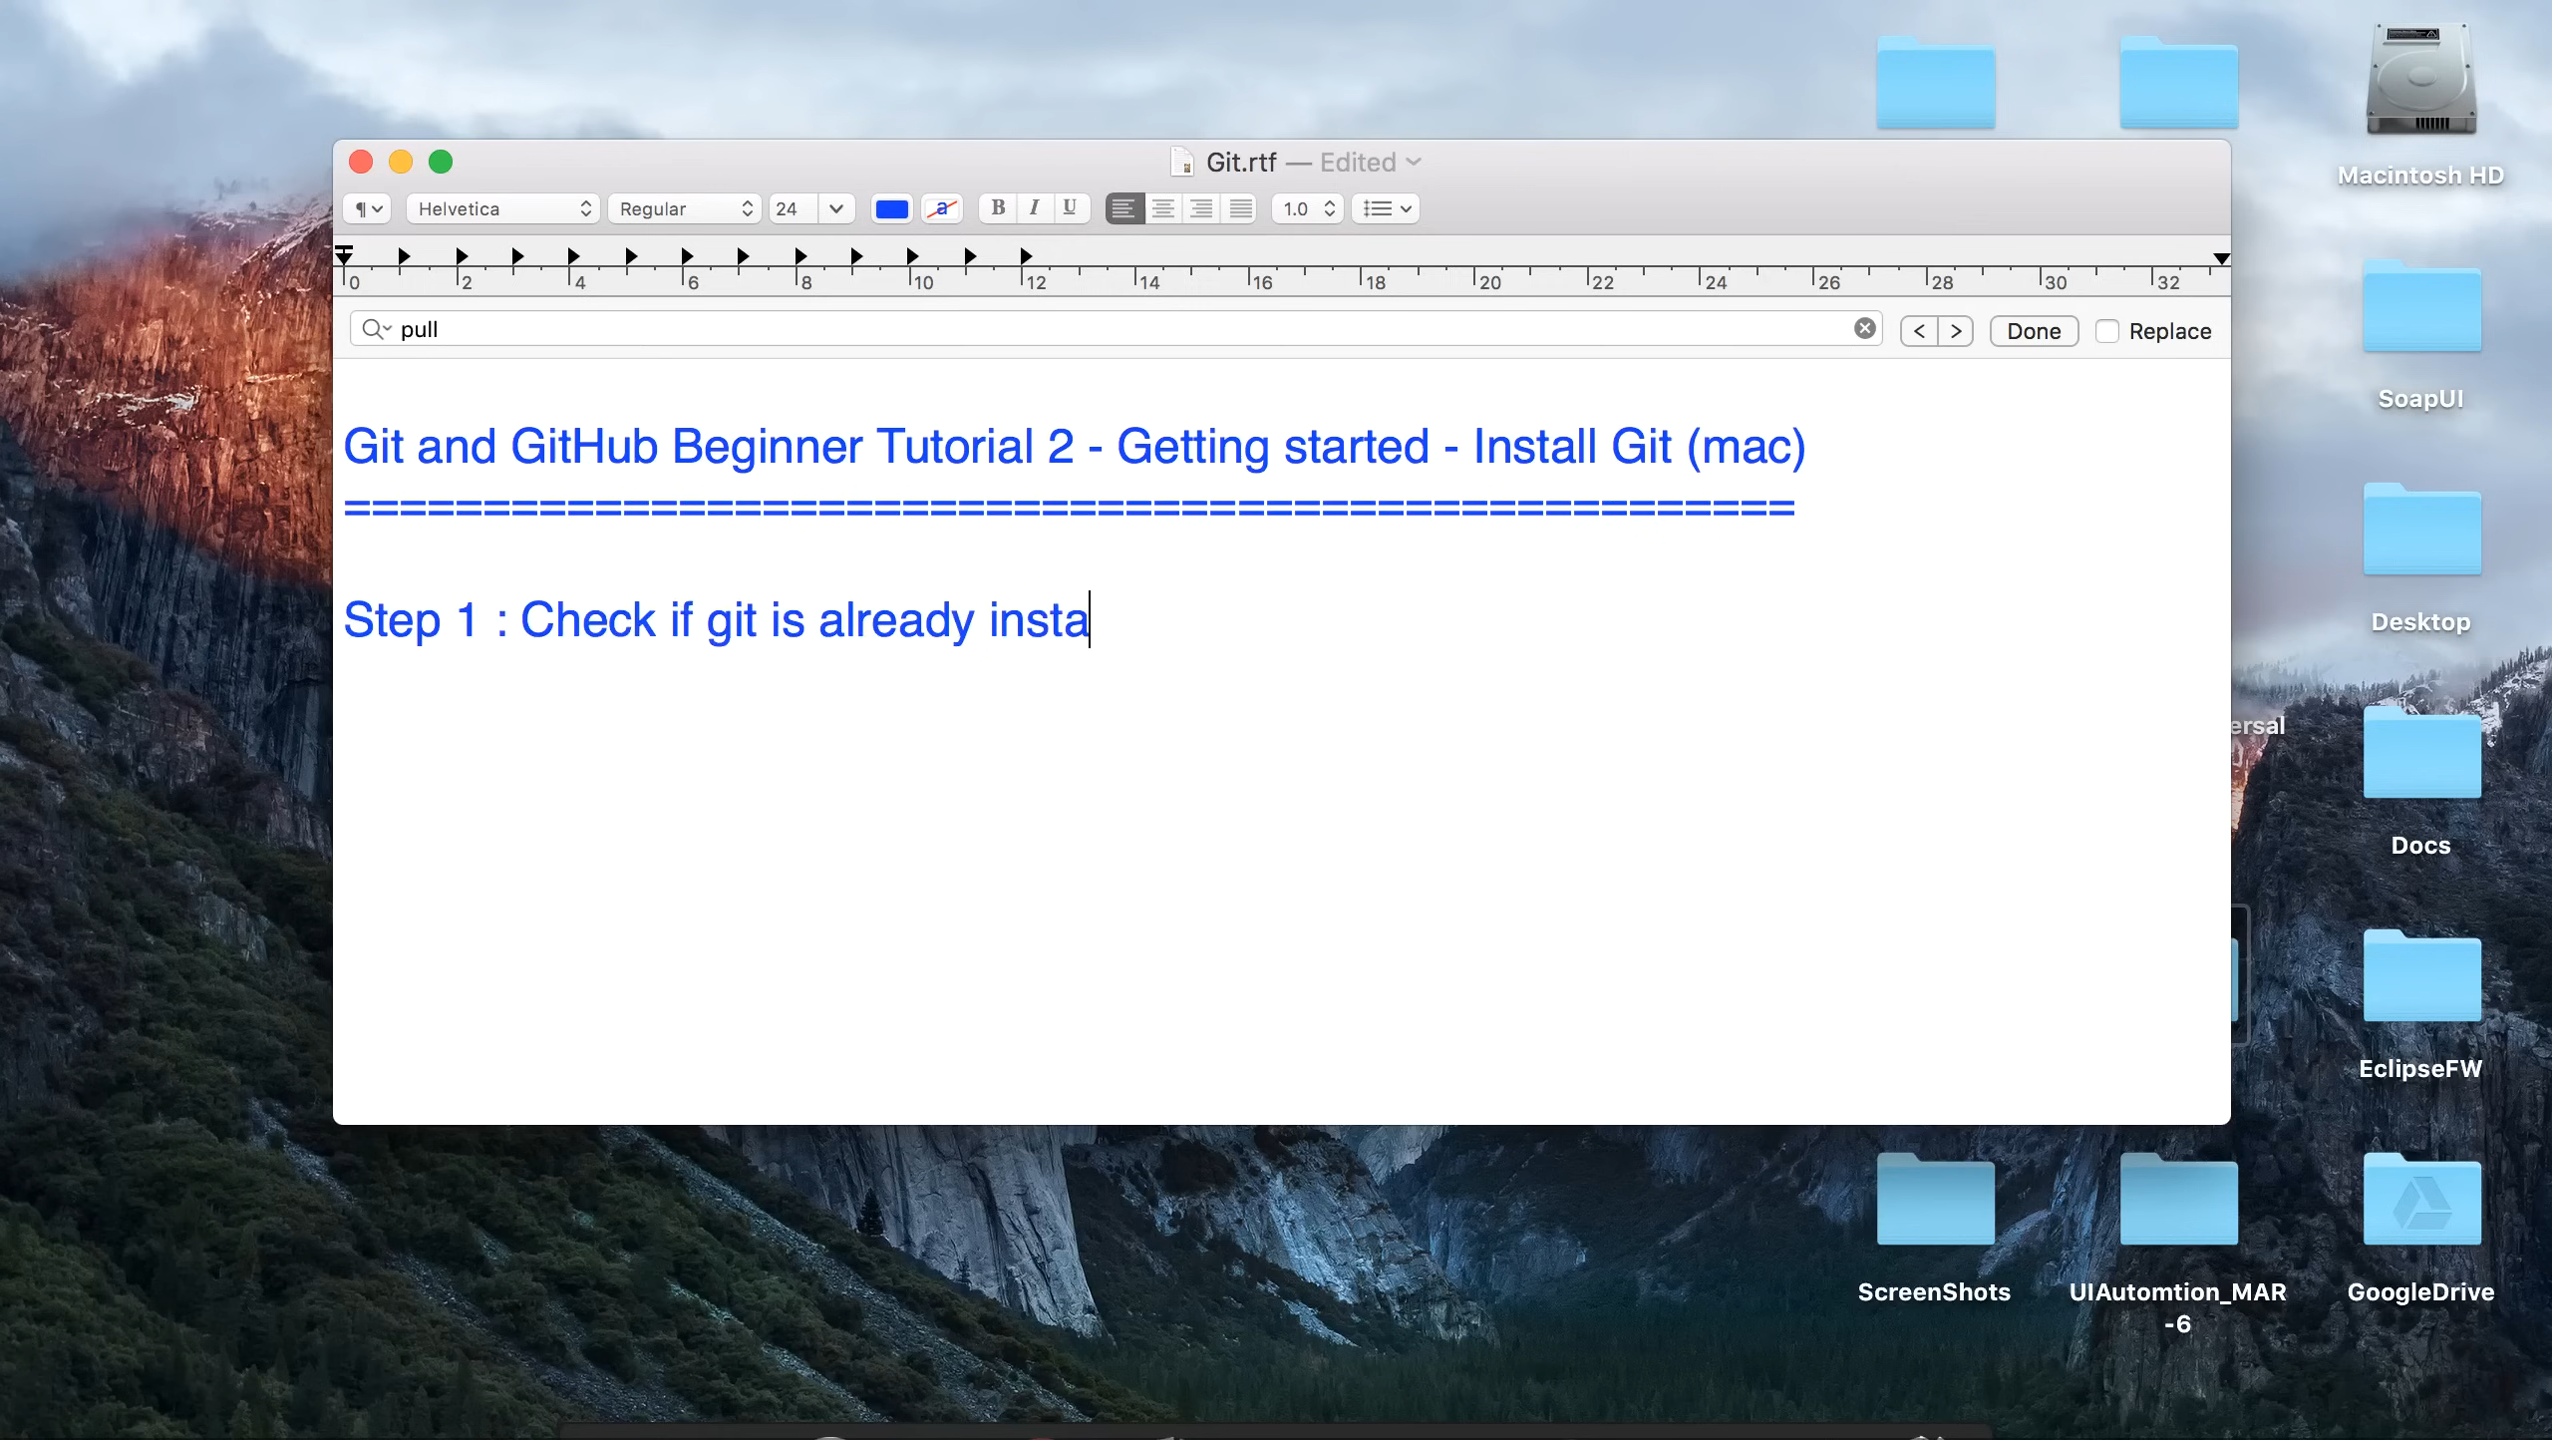 Git.rtf — Edited
Helvetica Regular 24 a B I U 1.0
0 2 4 6 8 10 12 14 16 18 20 22 24 26 28 30 32
pull Done Replace
Git and GitHub Beginner Tutorial 2 - Getting started - Install Git (mac)
====================================================
Step 1 : Check if git is already insta
Macintosh HD
SoapUI
Desktop
ersal
Docs
EclipseFW
ScreenShots
UIAutomtion_MAR
-6
GoogleDrive